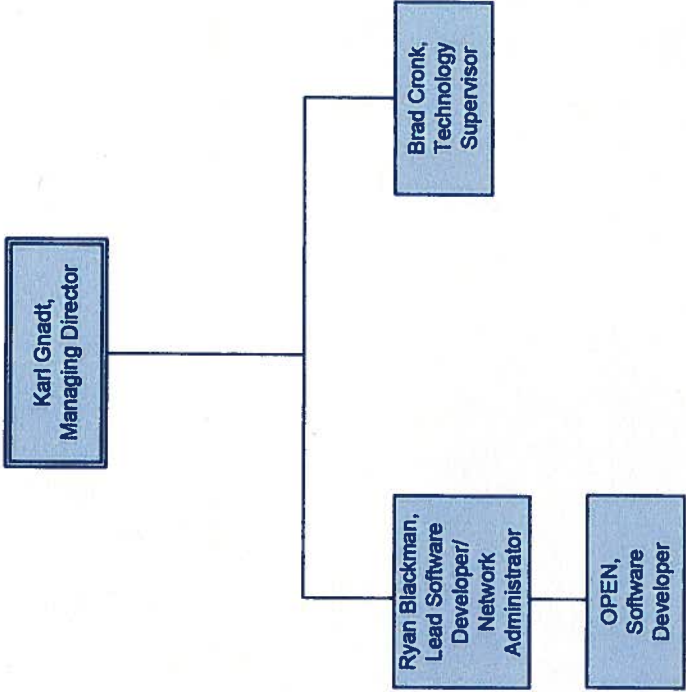 Karl Gnadt,
Managing Director
Ryan Blackman,
Lead Software
Developer/
Network
Administrator
OPEN,
Software
Developer
Brad Cronk,
Technology
Supervisor